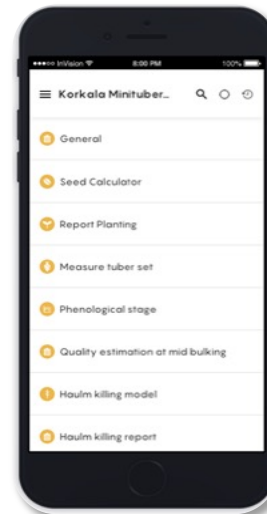 InVision 8:00 PM 100%
Korkala Minituber...
General
Seed Calculator
Report Planting
Measure tuber set
Phenological stage
Quality estimation at mid bulking
Haulm killing model
Haulm killing report